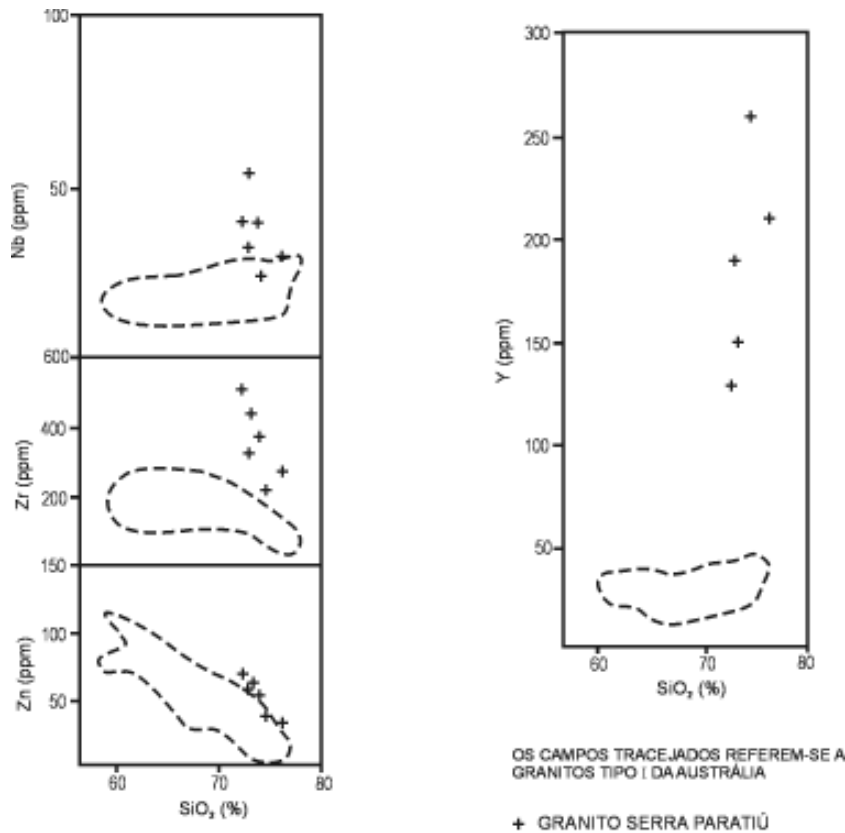 100
50
Nb (ppm)
600
400
200
Zr (ppm)
150
100
50
Zn (ppm)
60 70 80
SiO₂ (%)
300
250
200
150
100
50
Y (ppm)
60 70 80
SiO₂ (%)
OS CAMPOS TRACEJADOS REFEREM-SE A
GRANITOS TIPO I DA AUSTRÁLIA
+ GRANITO SERRA PARATIÚ